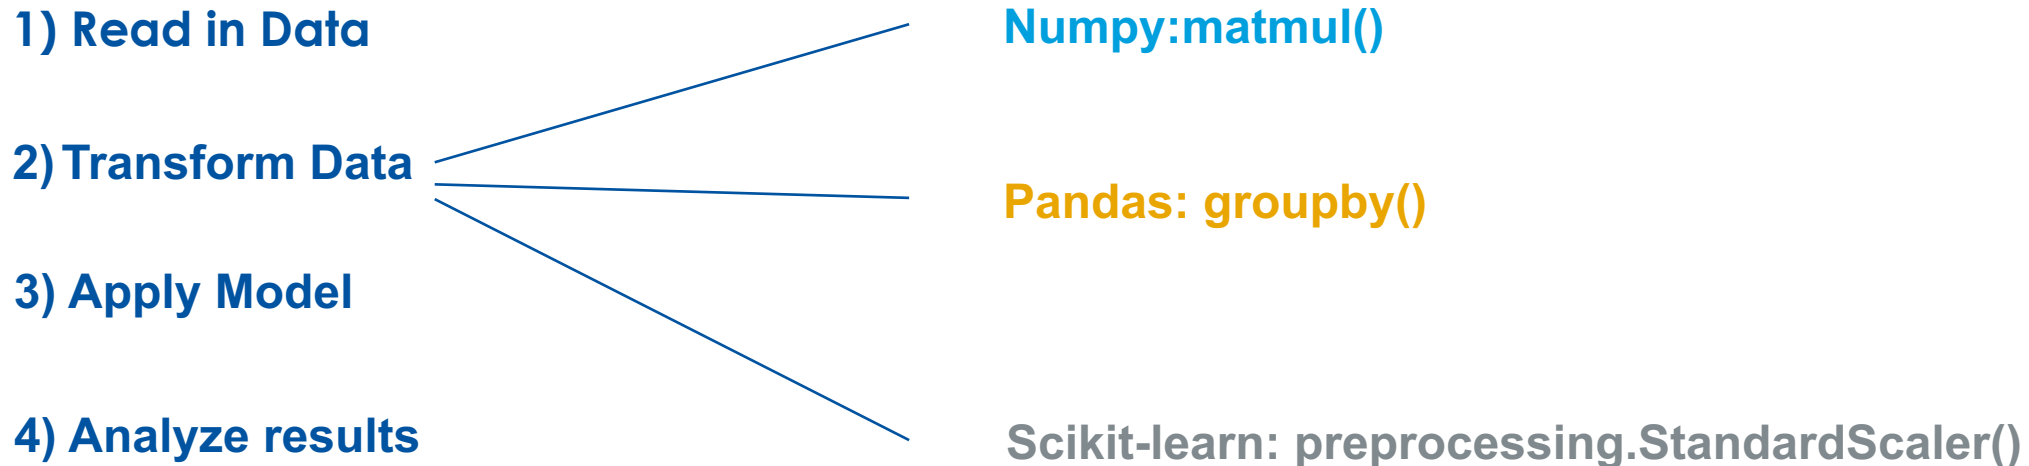 1) Read in Data
2) Transform Data
3) Apply Model
4) Analyze results
Numpy:matmul()
Pandas: groupby()
Scikit-learn: preprocessing.StandardScaler()